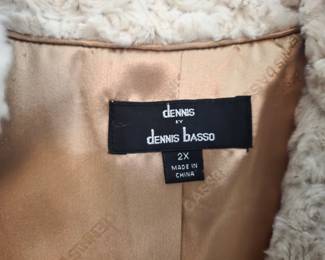 dennis
BY
dennis basso
2X
MADE IN
CHINA